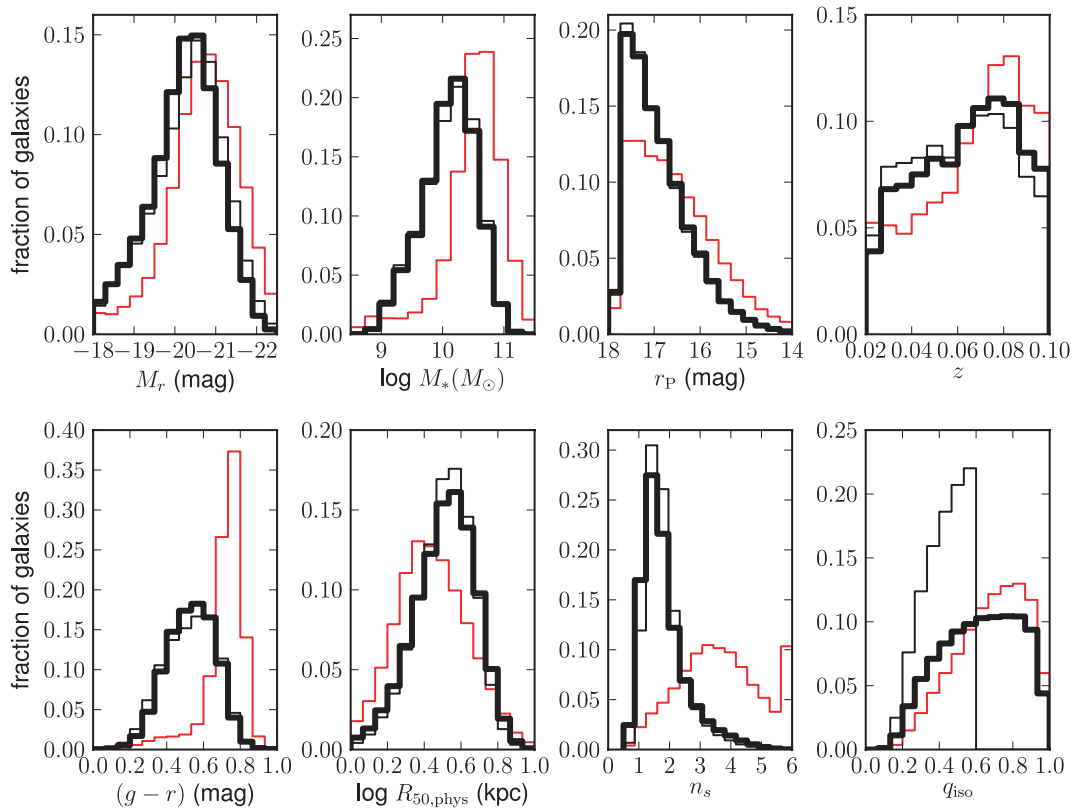 fraction of galaxies
0.15
0.10
0.05
0.00
−18−19−20−21−22
M_r (mag)
0.25
0.20
0.15
0.10
0.05
0.00
9 10 11
log M_*(M_⊙)
0.20
0.15
0.10
0.05
0.00
18 17 16 15 14
r_P (mag)
0.15
0.10
0.05
0.00
0.02 0.04 0.06 0.08 0.10
z
fraction of galaxies
0.40
0.35
0.30
0.25
0.20
0.15
0.10
0.05
0.00
0.0 0.2 0.4 0.6 0.8 1.0
(g − r) (mag)
0.20
0.15
0.10
0.05
0.00
0.0 0.2 0.4 0.6 0.8 1.0
log R_50,phys (kpc)
0.30
0.25
0.20
0.15
0.10
0.05
0.00
0 1 2 3 4 5 6
n_s
0.25
0.20
0.15
0.10
0.05
0.00
0.0 0.2 0.4 0.6 0.8 1.0
q_iso